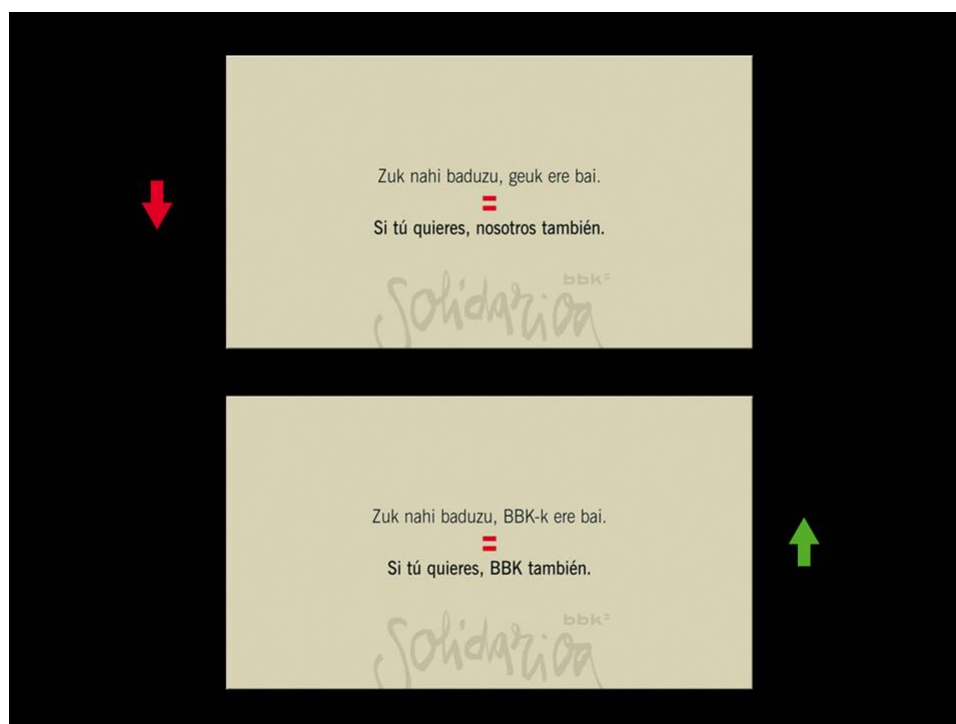 Zuk nahi baduzu, geuk ere bai.
=
Si tú quieres, nosotros también.
bbk=
Solidarioa
Zuk nahi baduzu, BBK-k ere bai.
=
Si tú quieres, BBK también.
bbk=
Solidarioa